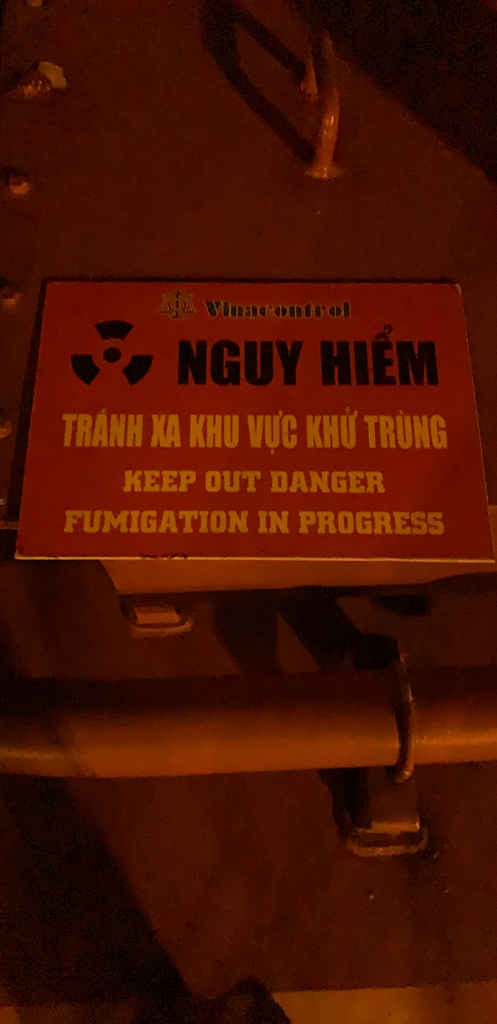 Vinacontrol
NGUY HIỂM
TRÁNH XA KHU VỰC KHỬ TRÙNG
KEEP OUT DANGER
FUMIGATION IN PROGRESS